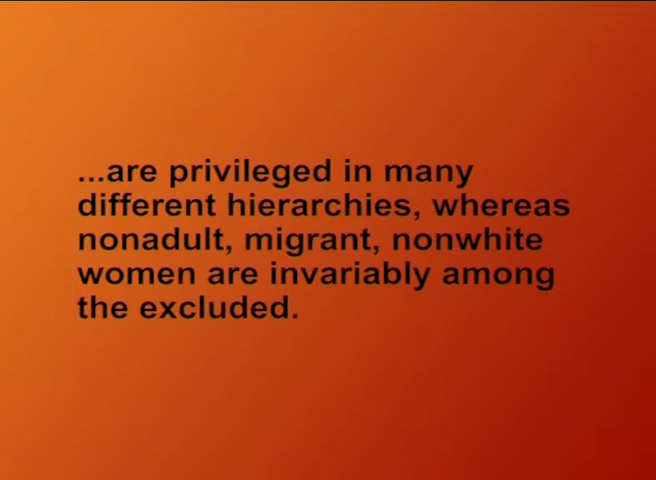 ...are privileged in many
different hierarchies, whereas
nonadult, migrant, nonwhite
women are invariably among
the excluded.